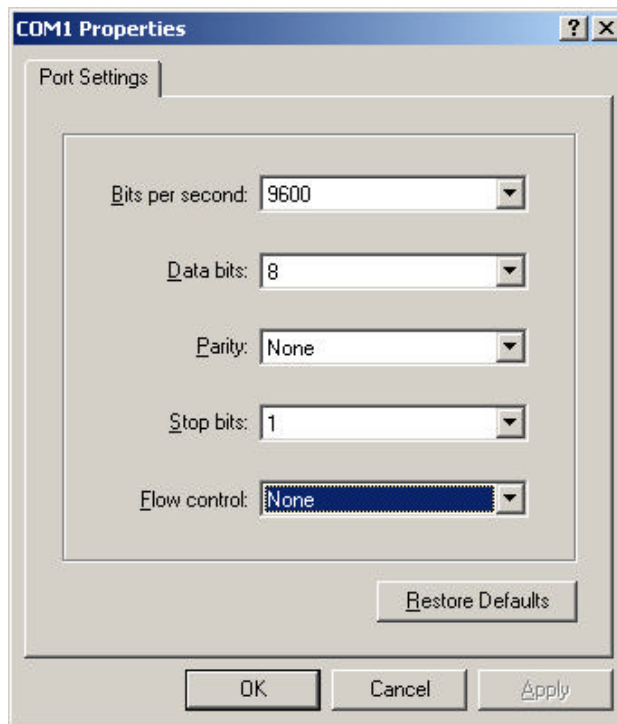 COM1 Properties
Port Settings
Bits per second: 9600
Data bits: 8
Parity: None
Stop bits: 1
Flow control: None
Restore Defaults
OK Cancel Apply